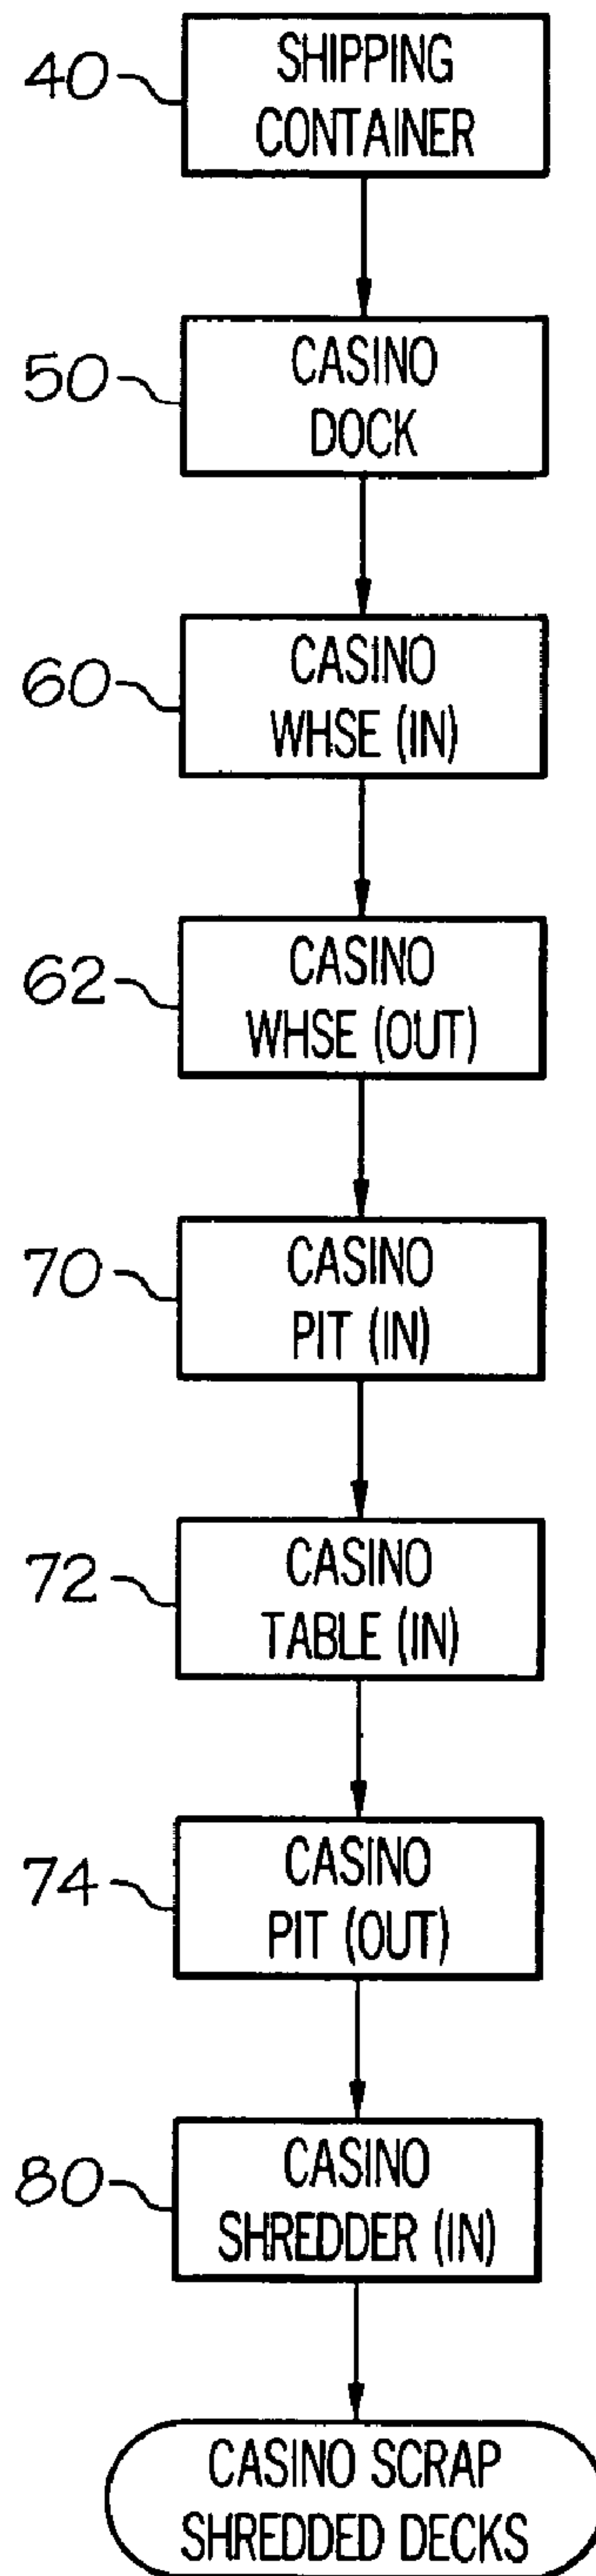 40
SHIPPING
CONTAINER
50
CASINO
DOCK
60
CASINO
WHSE (IN)
62
CASINO
WHSE (OUT)
70
CASINO
PIT (IN)
72
CASINO
TABLE (IN)
74
CASINO
PIT (OUT)
80
CASINO
SHREDDER (IN)
CASINO SCRAP
SHREDDED DECKS